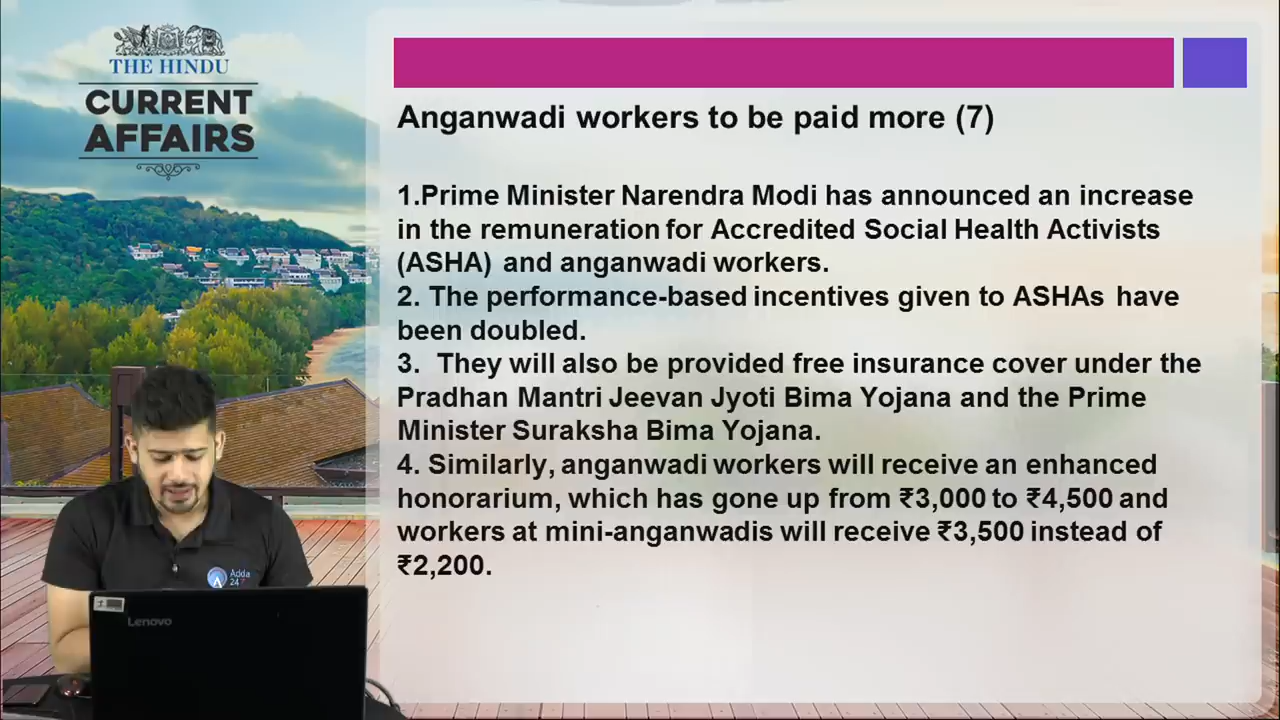 THE HINDU
CURRENT
AFFAIRS
Anganwadi workers to be paid more (7)
1.Prime Minister Narendra Modi has announced an increase
in the remuneration for Accredited Social Health Activists
(ASHA) and anganwadi workers.
2. The performance-based incentives given to ASHAs have
been doubled.
3. They will also be provided free insurance cover under the
Pradhan Mantri Jeevan Jyoti Bima Yojana and the Prime
Minister Suraksha Bima Yojana.
4. Similarly, anganwadi workers will receive an enhanced
honorarium, which has gone up from ₹3,000 to ₹4,500 and
workers at mini-anganwadis will receive ₹3,500 instead of
₹2,200.
Adda
247
Lenovo